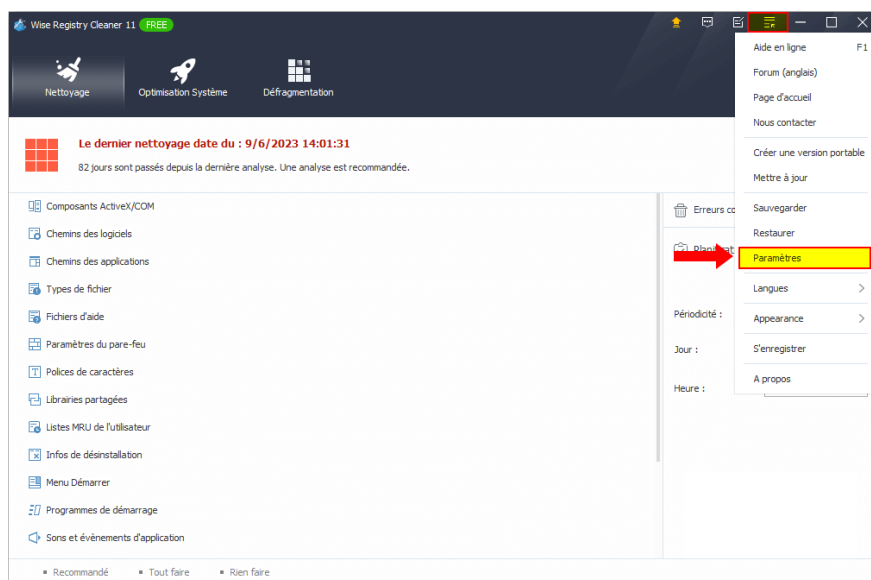 Wise Registry Cleaner 11 FREE
Nettoyage
Optimisation Système
Défragmentation
Le dernier nettoyage date du : 9/6/2023 14:01:31
82 jours sont passés depuis la dernière analyse. Une analyse est recommandée.
Composants ActiveX/COM
Chemins des logiciels
Chemins des applications
Types de fichier
Fichiers d'aide
Paramètres du pare-feu
Polices de caractères
Librairies partagées
Listes MRU de l'utilisateur
Infos de désinstallation
Menu Démarrer
Programmes de démarrage
Sons et évènements d'application
Recommandé
Tout faire
Rien faire
Erreurs
Périodicité :
Jour :
Heure :
Aide en ligne F1
Forum (anglais)
Page d'accueil
Nous contacter
Créer une version portable
Mettre à jour
Sauvegarder
Restaurer
Paramètres
Langues
Appearance
S'enregistrer
A propos